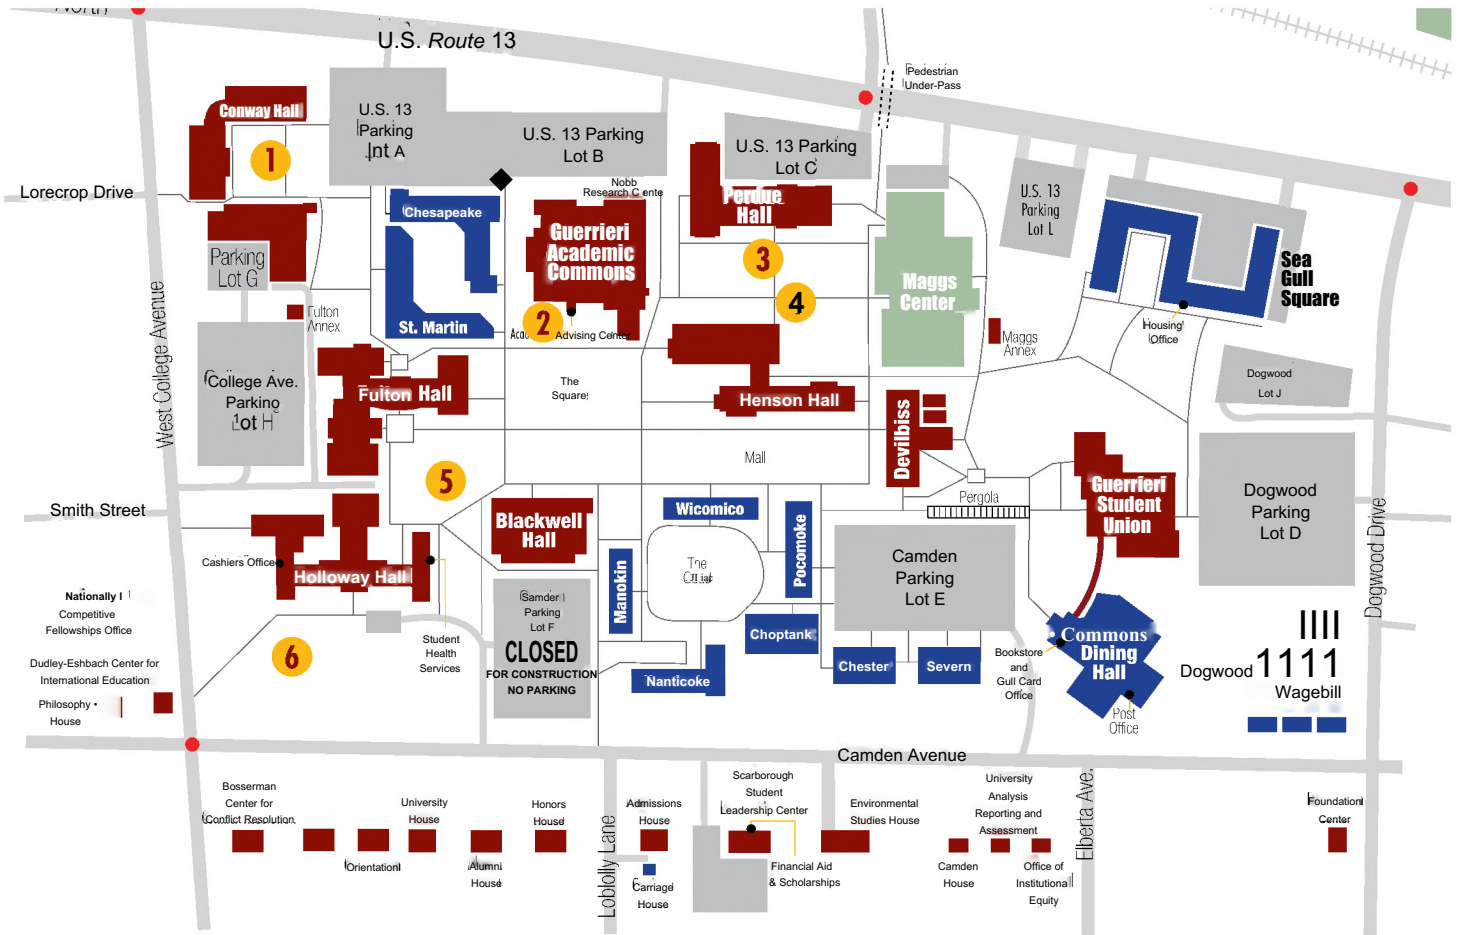 U.S. Route 13
Pedestrian
Under-Pass
Conway Hall
U.S. 13
Parking
Lot A
U.S. 13 Parking
Lot B
U.S. 13 Parking
Lot C
1
Lorecrop Drive
Nobb
Research Cente
Chesapeake
Perdue
Hall
U.S. 13
Parking
Lot L
Guerrieri
Academic
Commons
Parking
Lot G
3
Sea
Gull
Square
Maggs
Center
4
West College Avenue
Fulton
Annex
St. Martin
2
Advising Center
Housing
Office
Maggs
Annex
College Ave.
Parking
The
Square
Dogwood
Lot J
Fulton Hall
Henson Hall
Devilbiss
Mall
5
Guerrieri
Student
Union
Pergola
Dogwood
Parking
Lot D
Smith Street
Blackwell
Hall
Wicomico
Pocomoke
Camden
Parking
Lot E
Cashiers Office
Holloway Hall
Manokin
The
Dogwood Drive
Nationally
Competitive
Fellowships Office
Parking
Lot F
CLOSED
FOR CONSTRUCTION
NO PARKING
Choptank
Commons
Dining
Hall
Student
Health
Services
Dudley-Eshbach Center for
International Education
6
Nanticoke
Chester
Severn
Bookstore
and
Gull Card
Office
Dogwood 1111
Wagebill
Philosophy •
House
Post
Office
Camden Avenue
Bosserman
Center for
Conflict Resolution
University
House
Honors
House
Admissions
House
Scarborough
Student
Leadership Center
Environmental
Studies House
University
Analysis
Reporting and
Assessment
Elberta Ave.
Foundation
Center
Orientation
Alumni
House
Loblolly Lane
Carriage
House
Financial Aid
& Scholarships
Camden
House
Office of
Institutional
Equity